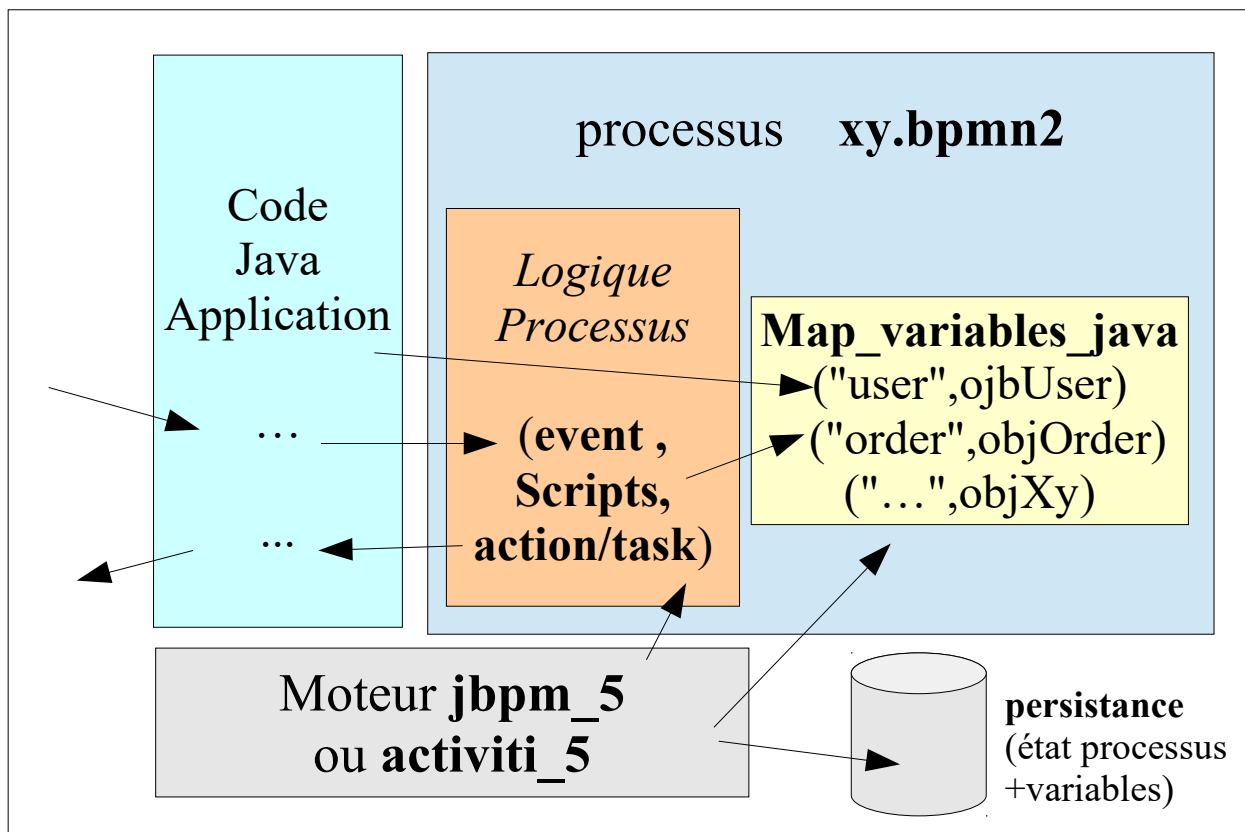 processus xy.bpmn2
Code
Java
Application
...
...
Logique
Processus
(event ,
Scripts,
action/task)
Map_variables_java
("user",ojbUser)
("order",objOrder)
("...",objXy)
Moteur jbpm_5
ou activiti_5
persistance
(état processus
+variables)